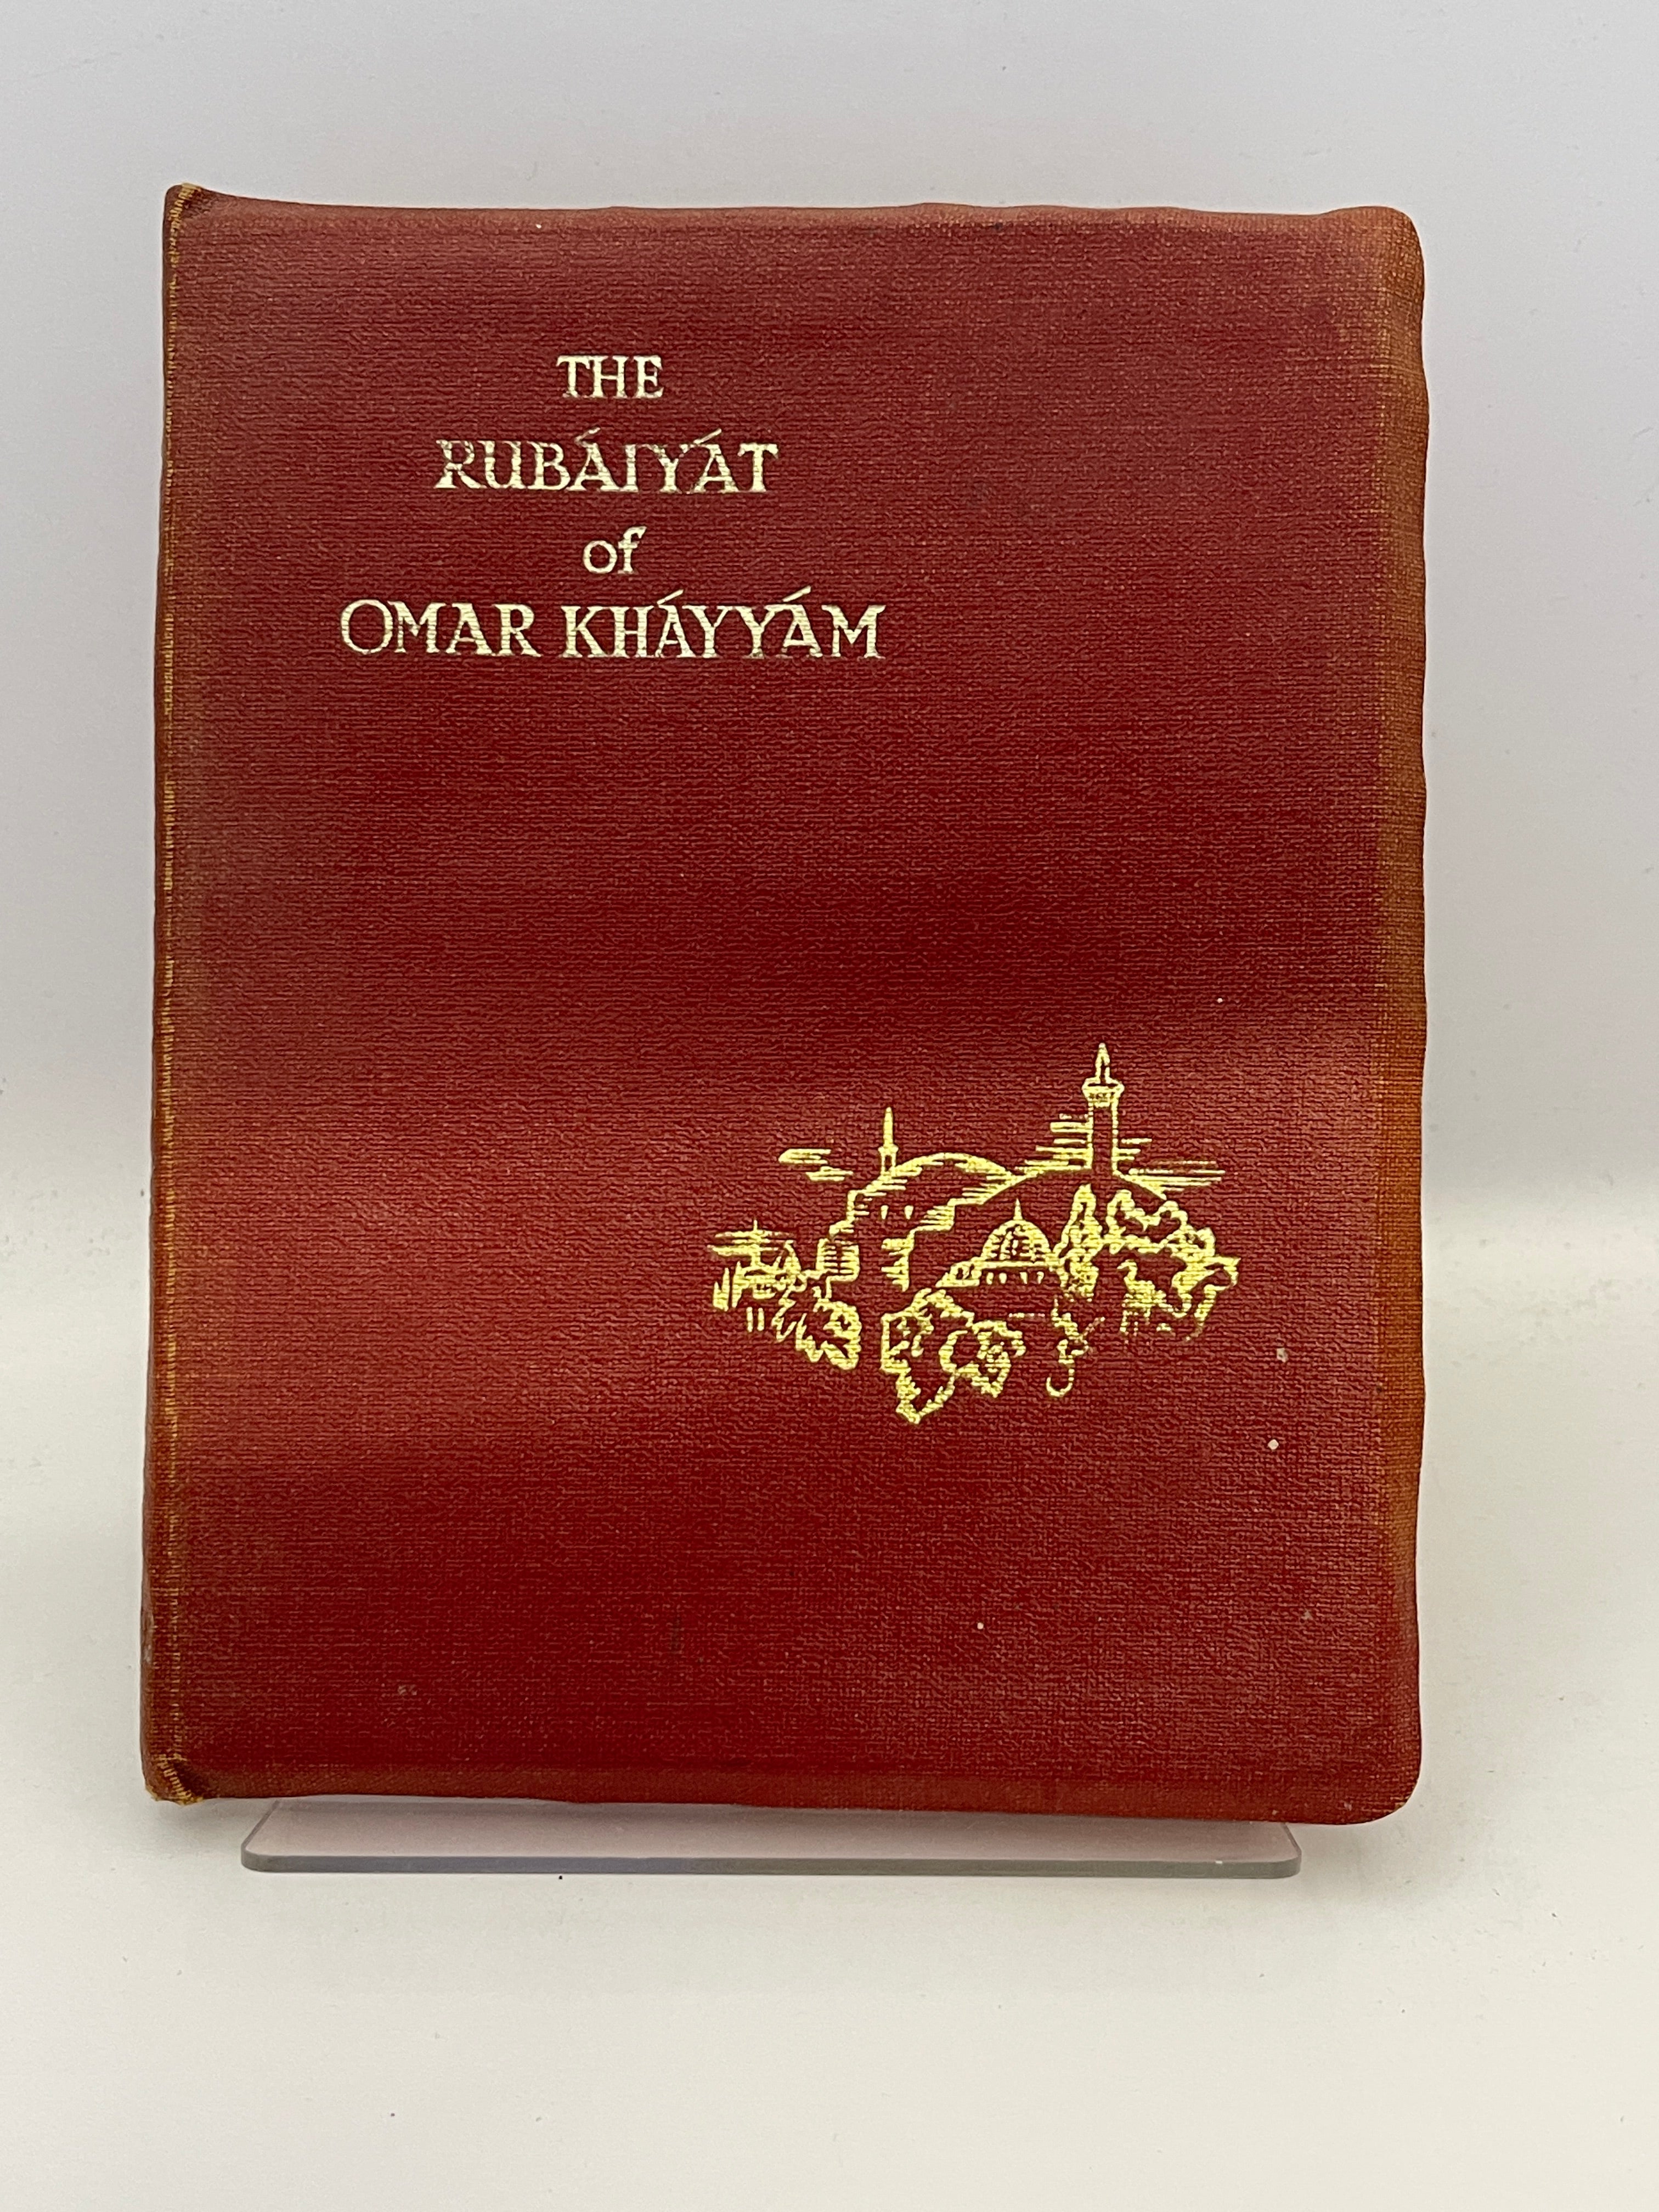 THE
RUBÁIYÁT
of
OMAR KHÁYYÁM